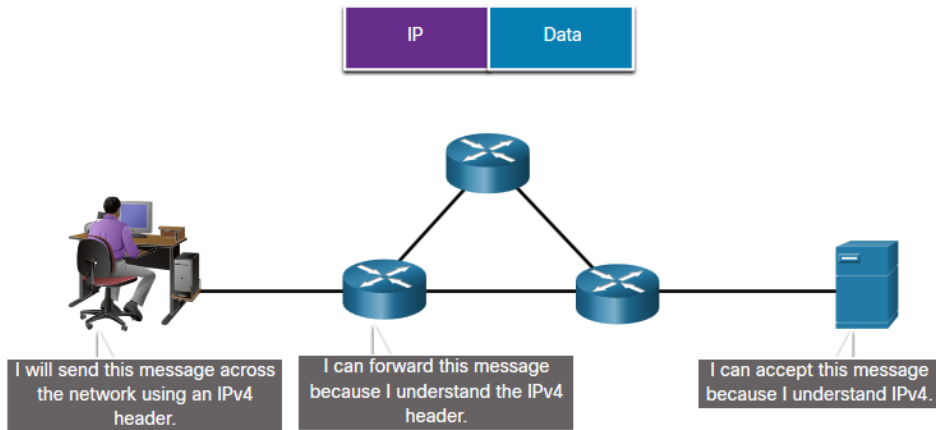 IP
Data
I will send this message across
the network using an IPv4
header.
I can forward this message
because I understand the IPv4
header.
I can accept this message
because I understand IPv4.